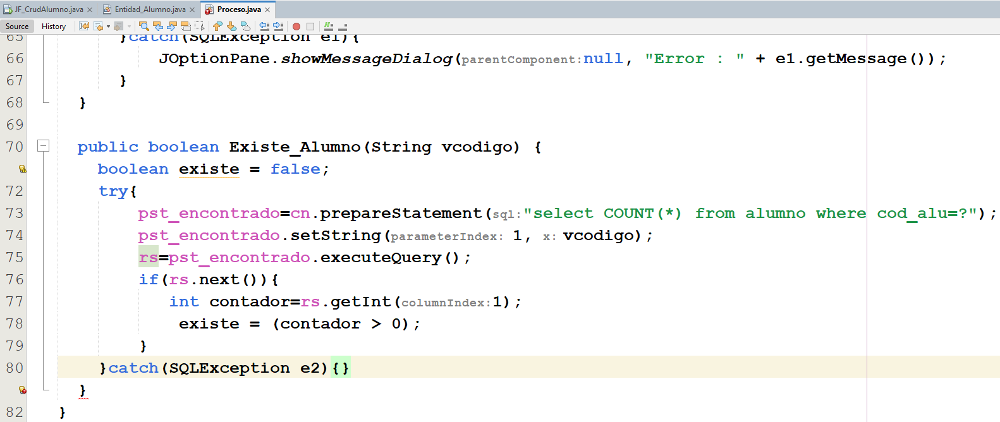 JF_CrudAlumno.java Entidad_Alumno.java Proceso.java
Source History
65 }catch(SQLException e1){
66 JOptionPane.showMessageDialog(parentComponent:null, "Error : " + e1.getMessage());
67 }
68 }
69
70 public boolean Existe_Alumno(String vcodigo) {
boolean existe = false;
72 try{
73 pst_encontrado=cn.prepareStatement(sql:"select COUNT(*) from alumno where cod_alu=?");
74 pst_encontrado.setString(parameterIndex: 1, x: vcodigo);
75 rs=pst_encontrado.executeQuery();
76 if(rs.next()){
77 int contador=rs.getInt(columnIndex:1);
78 existe = (contador > 0);
79 }
80 }catch(SQLException e2){}
}
82 }